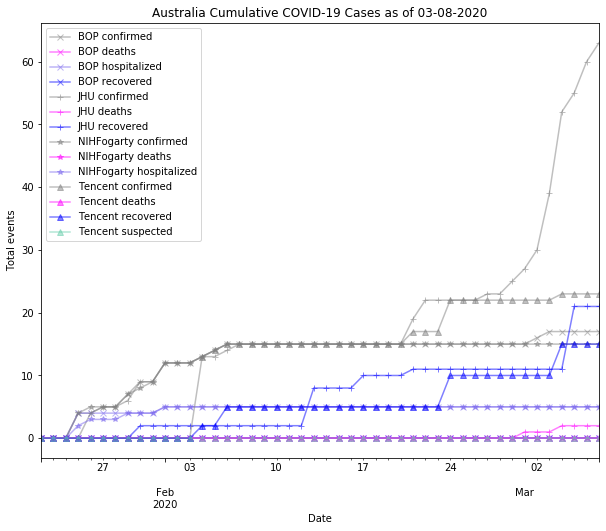 Australia Cumulative COVID-19 Cases as of 03-08-2020
BOP confirmed
BOP deaths
BOP hospitalized
BOP recovered
JHU confirmed
JHU deaths
JHU recovered
NIHFogarty confirmed
NIHFogarty deaths
NIHFogarty hospitalized
Tencent confirmed
Tencent deaths
Tencent recovered
Tencent suspected
60
50
40
30
20
10
0
Total events
27 03 10 17 24 02
Feb Mar
2020
Date